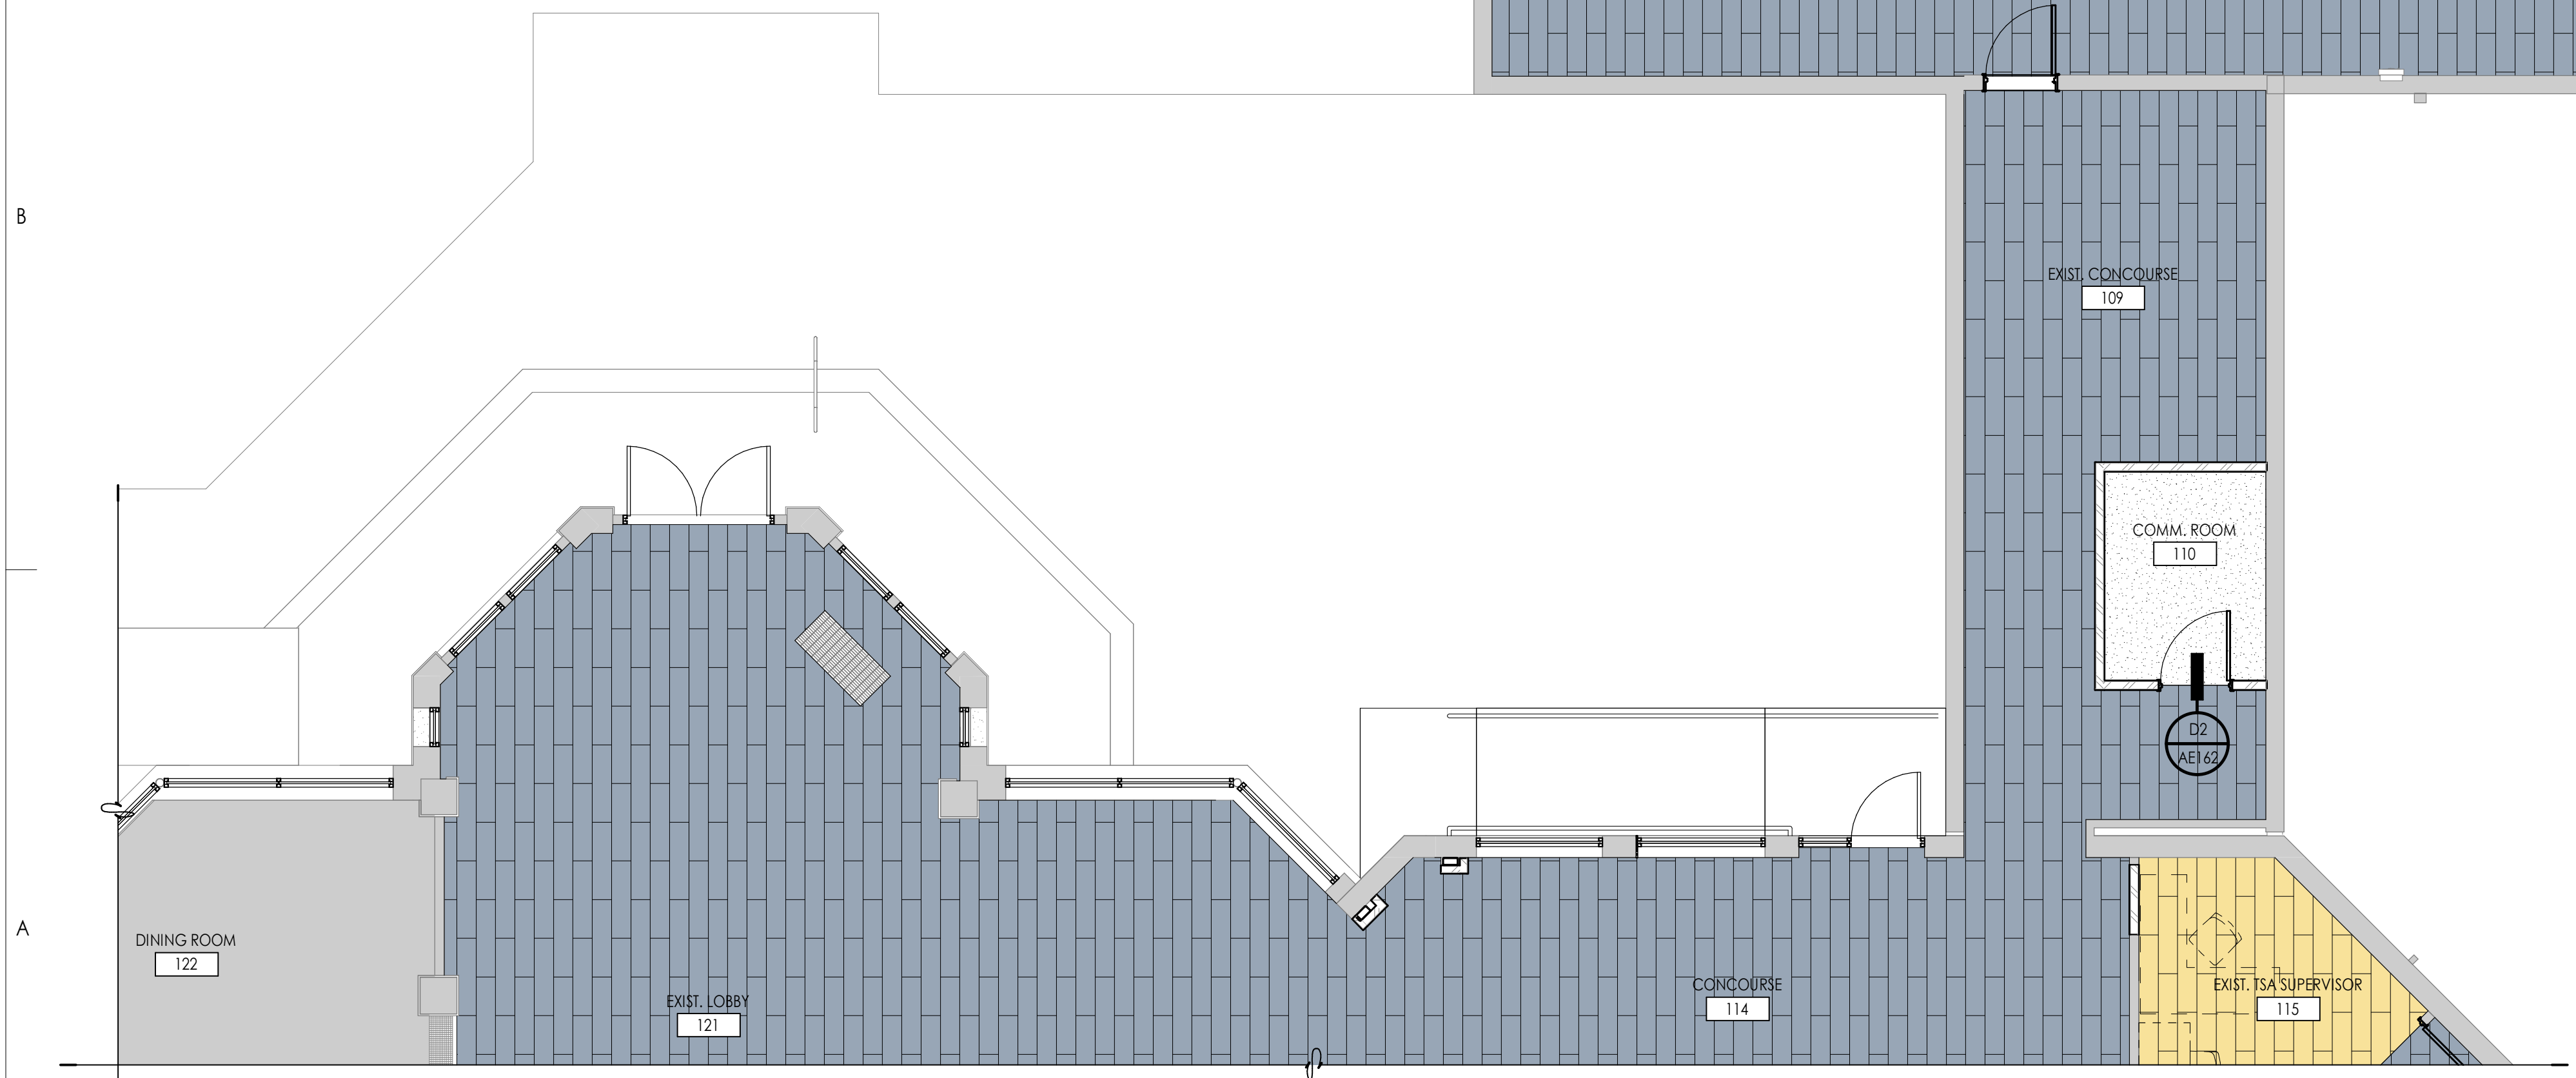 B
EXIST. CONCOURSE
109
COMM. ROOM
110
D2
AE162
A
DINING ROOM
122
EXIST. LOBBY
121
CONCOURSE
114
EXIST. TSA SUPERVISOR
115